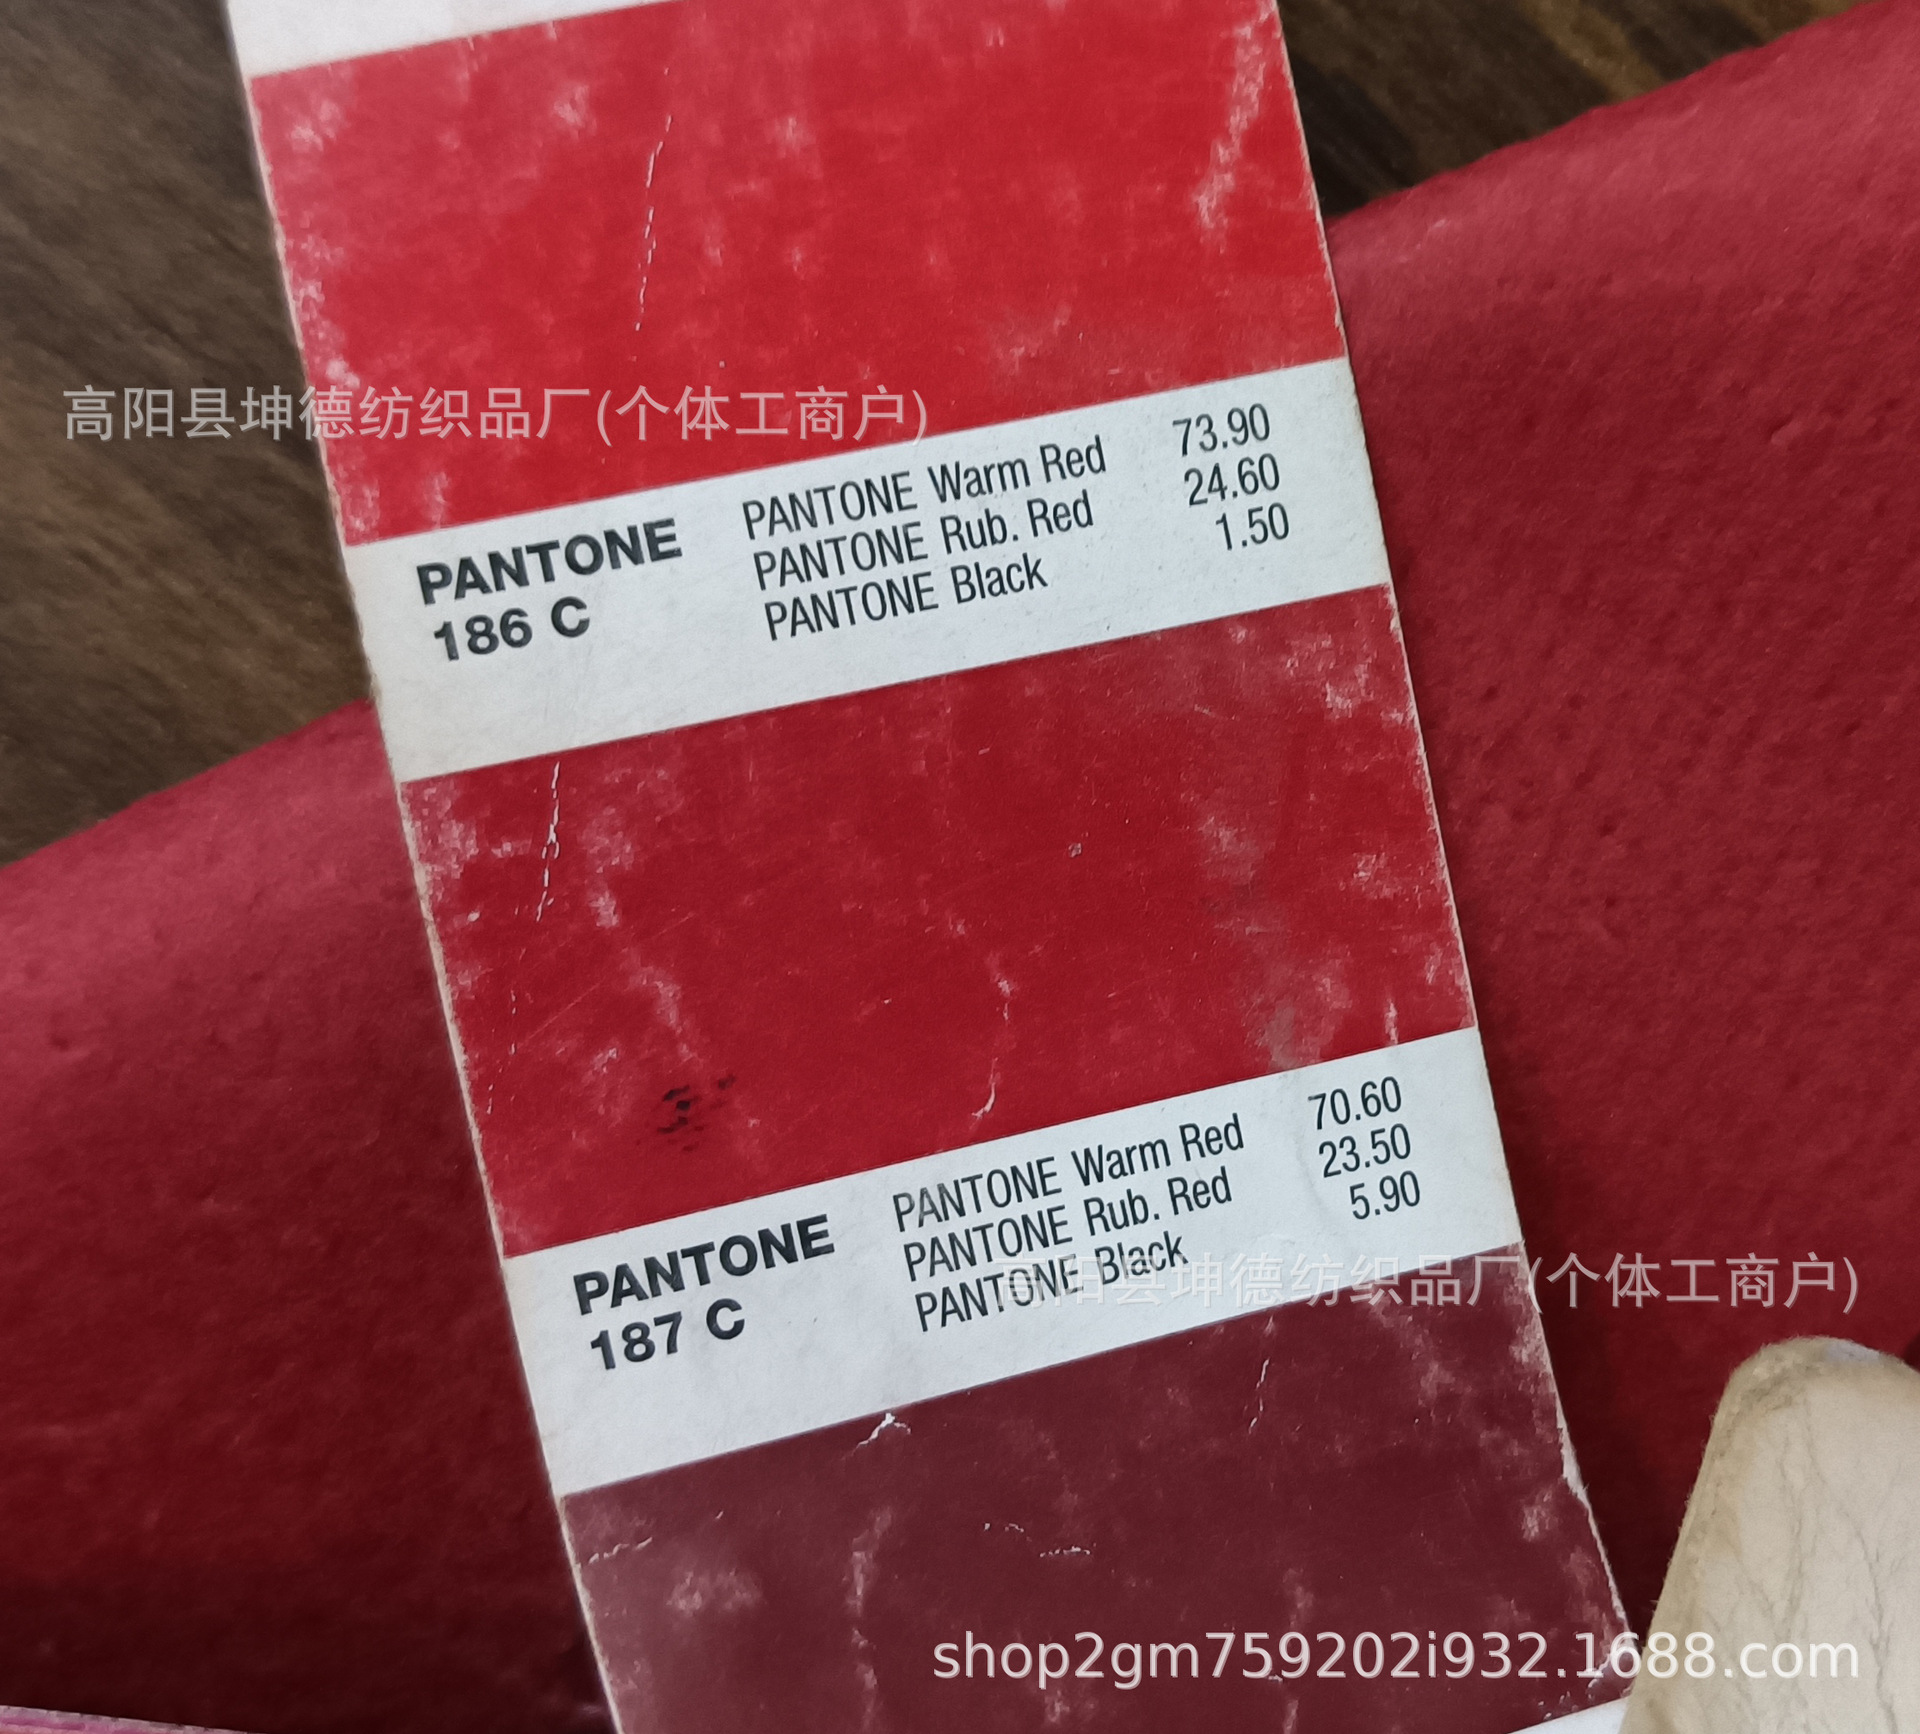 高阳县坤德纺织品厂(个体工商户)
PANTONE
186 C
PANTONE Warm Red 73.90
PANTONE Rub. Red 24.60
PANTONE Black 1.50
PANTONE
187 C
PANTONE Warm Red 70.60
PANTONE Rub. Red 23.50
PANTONE Black 5.90
高阳县坤德纺织品厂(个体工商户)
shop2gm759202i932.1688.com